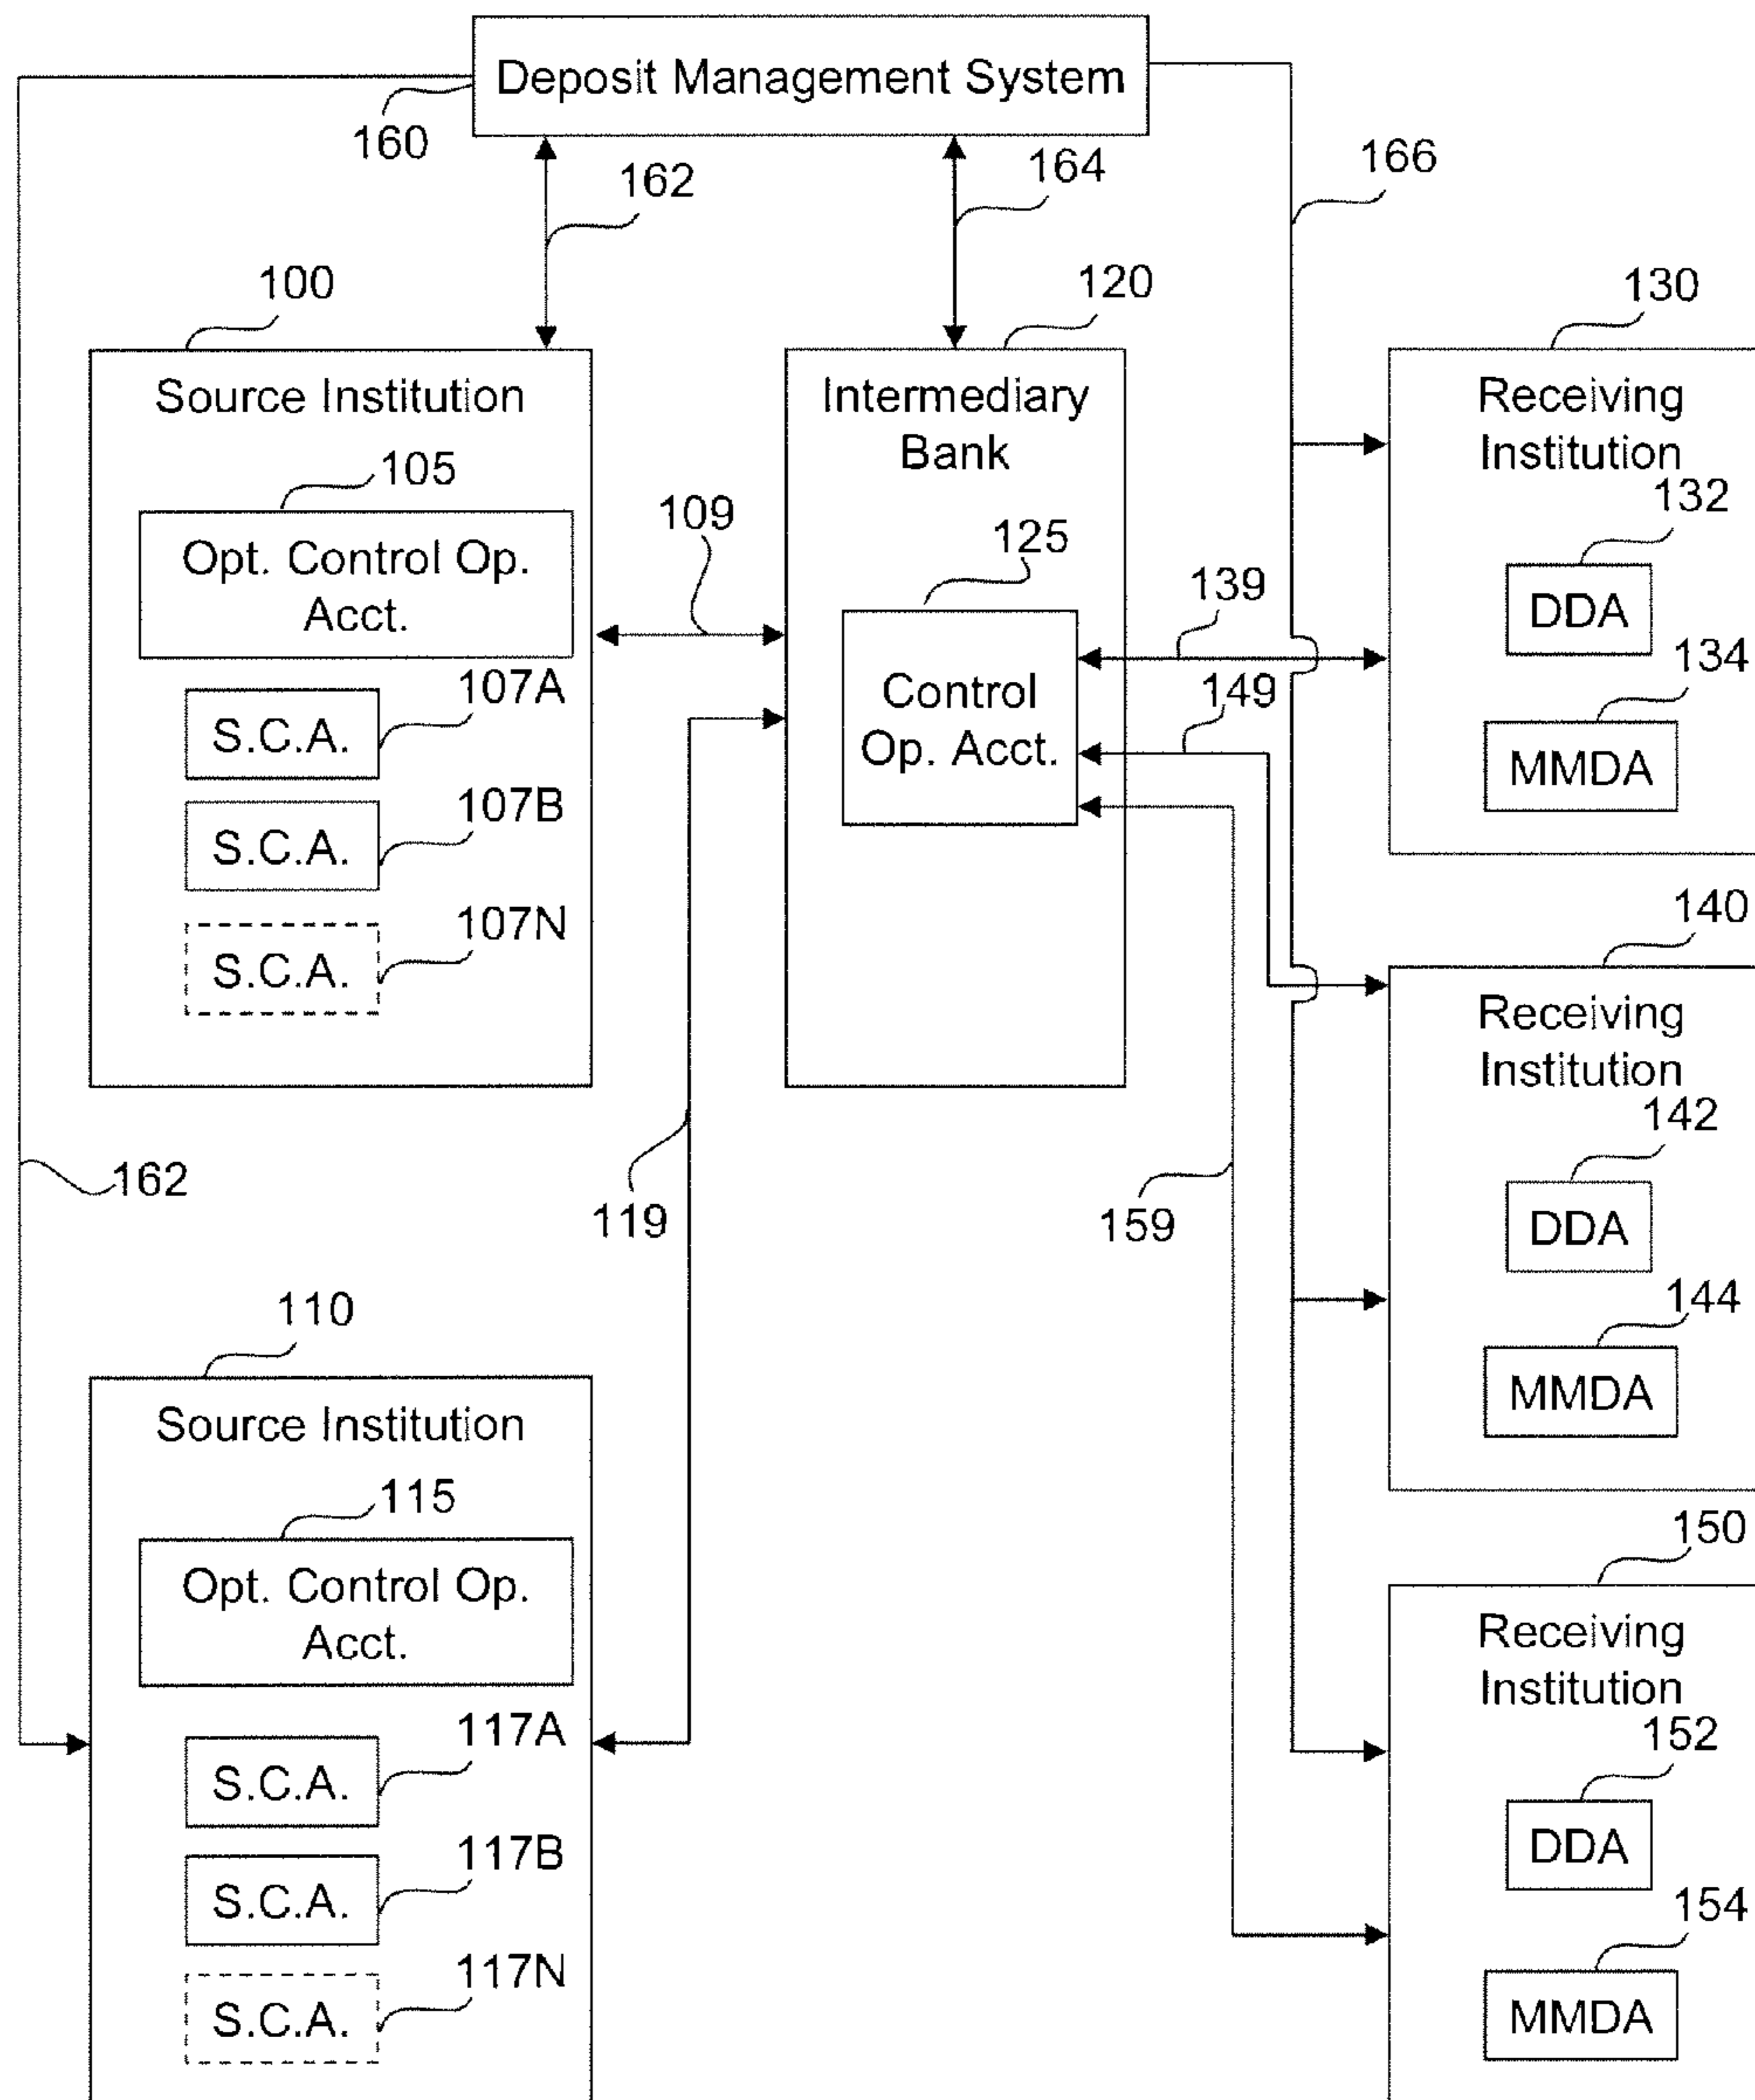 Deposit Management System
160
162
164
166
100
120
130
Source Institution
Intermediary
Bank
Receiving
Institution
105
Opt. Control Op.
Acct.
109
125
132
DDA
139
134
MMDA
107A
S.C.A.
Control
Op. Acct.
149
107B
S.C.A.
107N
S.C.A.
140
Receiving
Institution
142
DDA
162
119
159
144
MMDA
110
Source Institution
115
Opt. Control Op.
Acct.
150
Receiving
Institution
117A
S.C.A.
152
DDA
117B
S.C.A.
154
MMDA
117N
S.C.A.